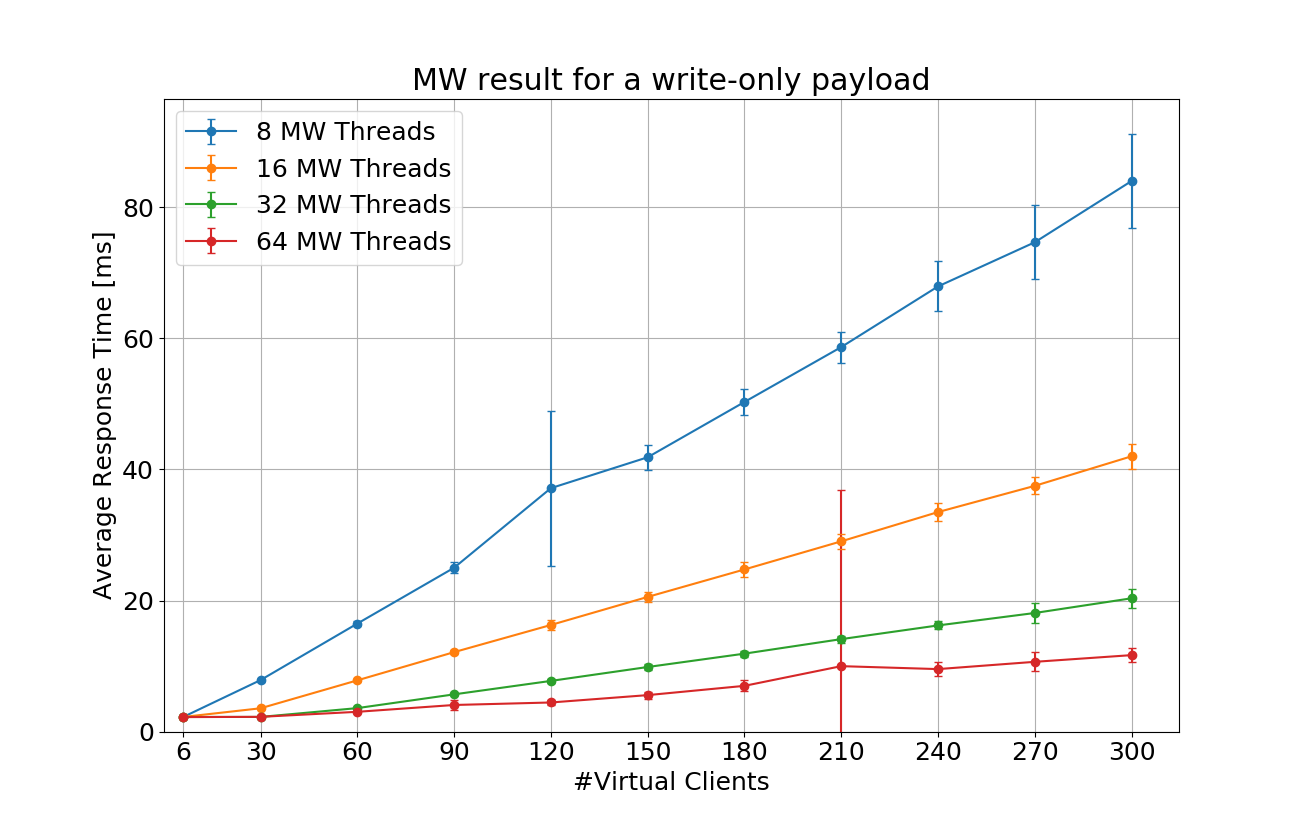 MW result for a write-only payload
8 MW Threads
16 MW Threads
32 MW Threads
64 MW Threads
Average Response Time [ms]
80
60
40
20
0
6 30 60 90 120 150 180 210 240 270 300
#Virtual Clients